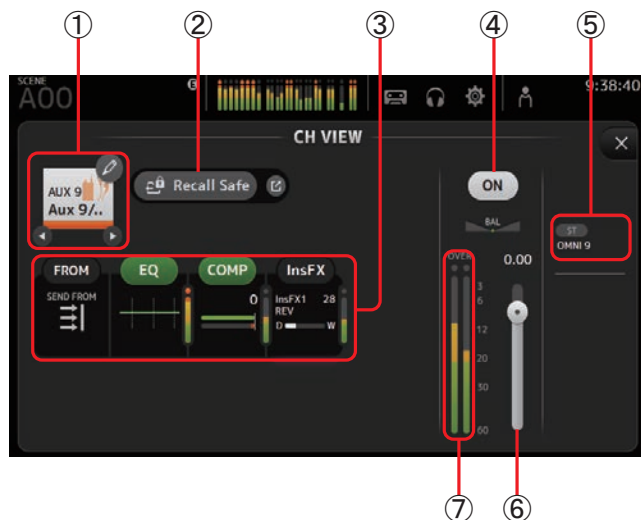 ① ② ③ ④ ⑤
SCENE
A00
E
9:38:40
CH VIEW
AUX 9
Aux 9/..
Recall Safe
ON
BAL
ST
OMNI 9
FROM EQ COMP InsFX
SEND FROM
0
InsFX1 28
REV
D W
OVER
0.00
3
6
12
20
30
60
⑦ ⑥